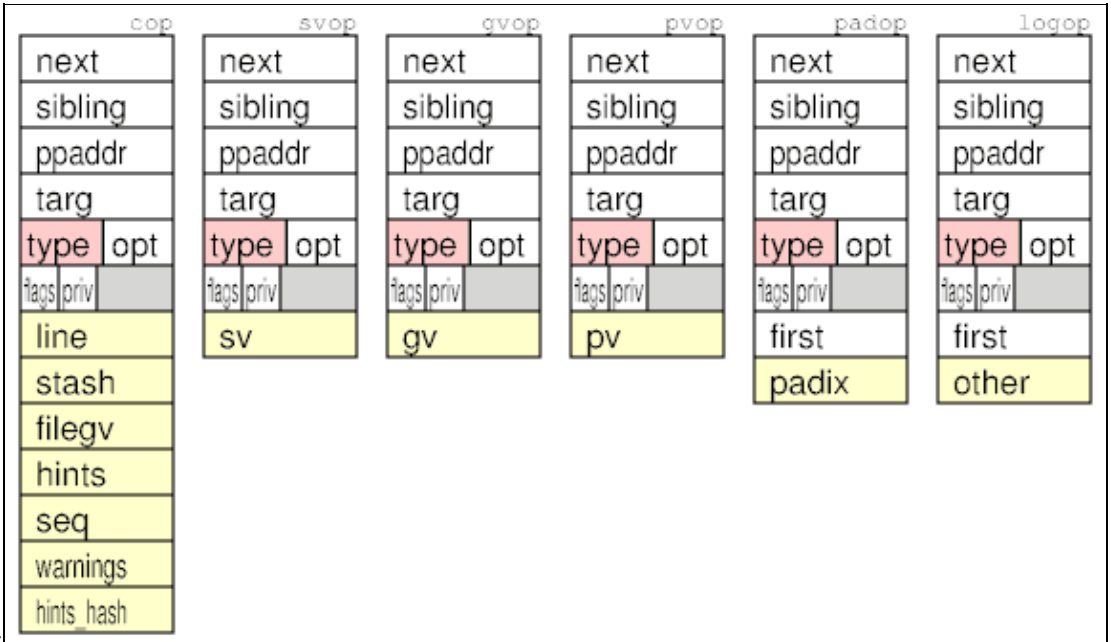 cop svop gvop pvop padop logop
next next next next next next
sibling sibling sibling sibling sibling sibling
ppaddr ppaddr ppaddr ppaddr ppaddr ppaddr
targ targ targ targ targ targ
type opt type opt type opt type opt type opt type opt
flags priv flags priv flags priv flags priv flags priv flags priv
line sv gv pv first first
stash padix other
filegv
hints
seq
warnings
hints_hash